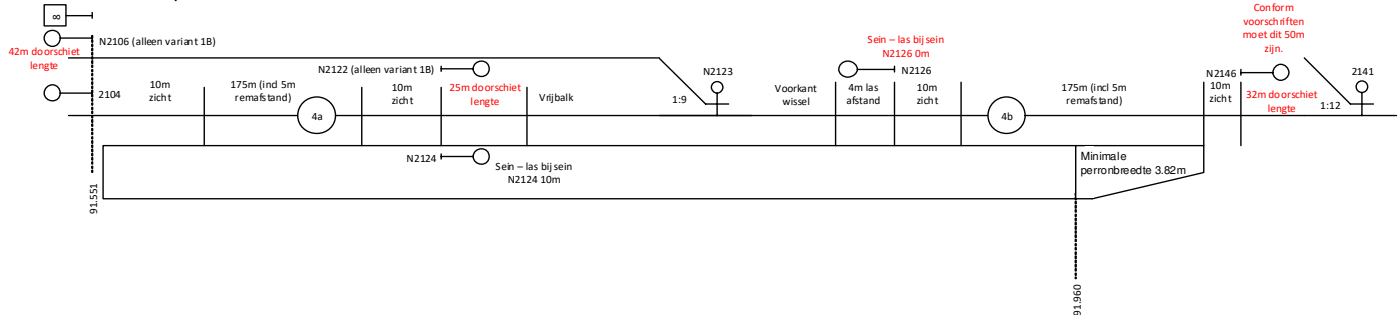 Conform
voorschriften
moet dit 50m
zijn.
8
N2106 (alleen variant 1B)
42m doorschiet
lengte
Sein – las bij sein
N2126 0m
N2122 (alleen variant 1B)
N2123
N2126
N2146
2141
2104
10m
zicht
175m (incl 5m
remafstand)
4a
10m
zicht
25m doorschiet
lengte
Vrijbalk
1:9
Voorkant
wissel
4m las
afstand
10m
zicht
4b
175m (incl 5m
remafstand)
10m
zicht
32m doorschiet
lengte
1:12
N2124
Sein – las bij sein
N2124 10m
Minimale
perronbreedte 3.82m
91.551
91.960